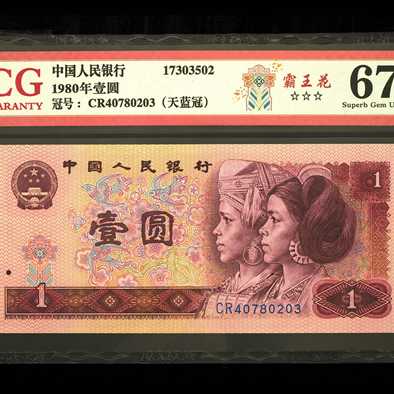 CG
ARANTY
中国人民银行 17303502
1980年壹圆
冠号： CR40780203（天蓝冠）
霸王花
☆☆☆
67
Superb Gem U
中国人民银行
壹圆
1
1
CR40780203
1